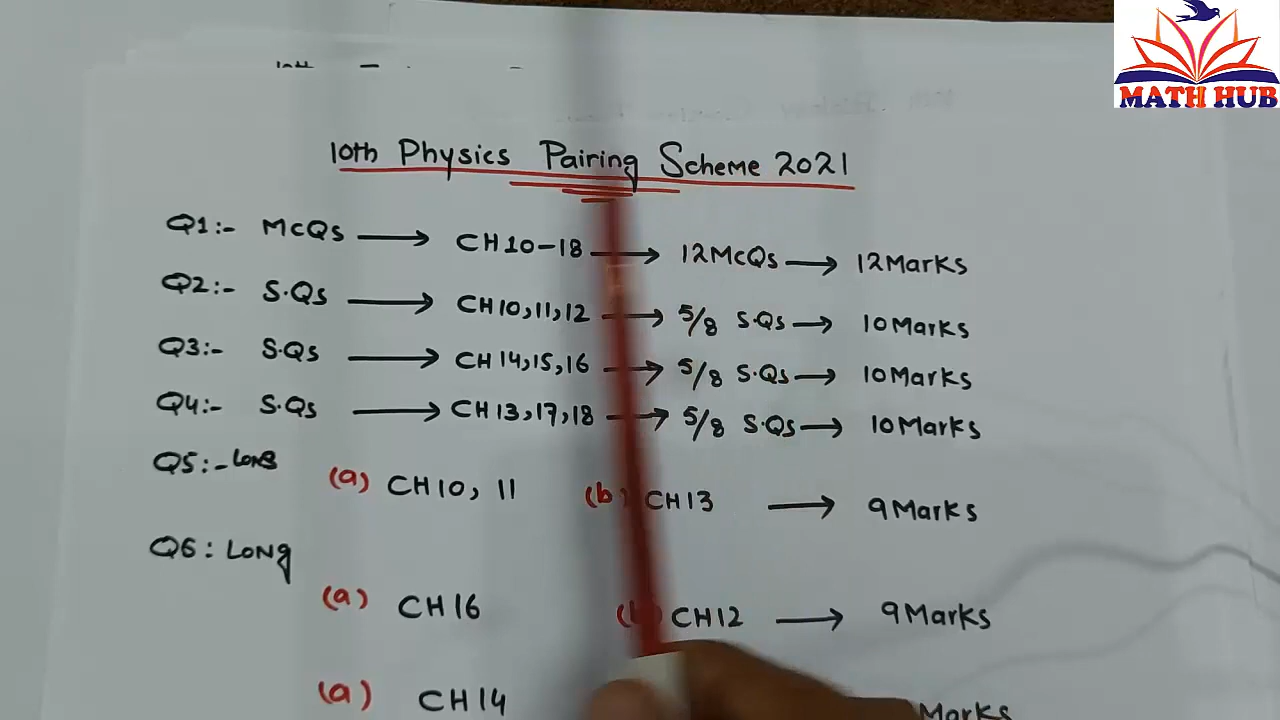 MATH HUB
10th Physics Pairing Scheme 2021
Q1:- McQs → CH10-18 → 12McQs → 12Marks
Q2:- S.Qs → CH10,11,12 → 5/8 S.Qs → 10Marks
Q3:- S.Qs → CH14,15,16 → 5/8 S.Qs → 10Marks
Q4:- S.Qs → CH13,17,18 → 5/8 S.Qs → 10Marks
Q5:- Long (a) CH10, 11 (b) CH13 → 9Marks
Q6: LONg
(a) CH16 CH12 → 9Marks
(a) CH14 Marks